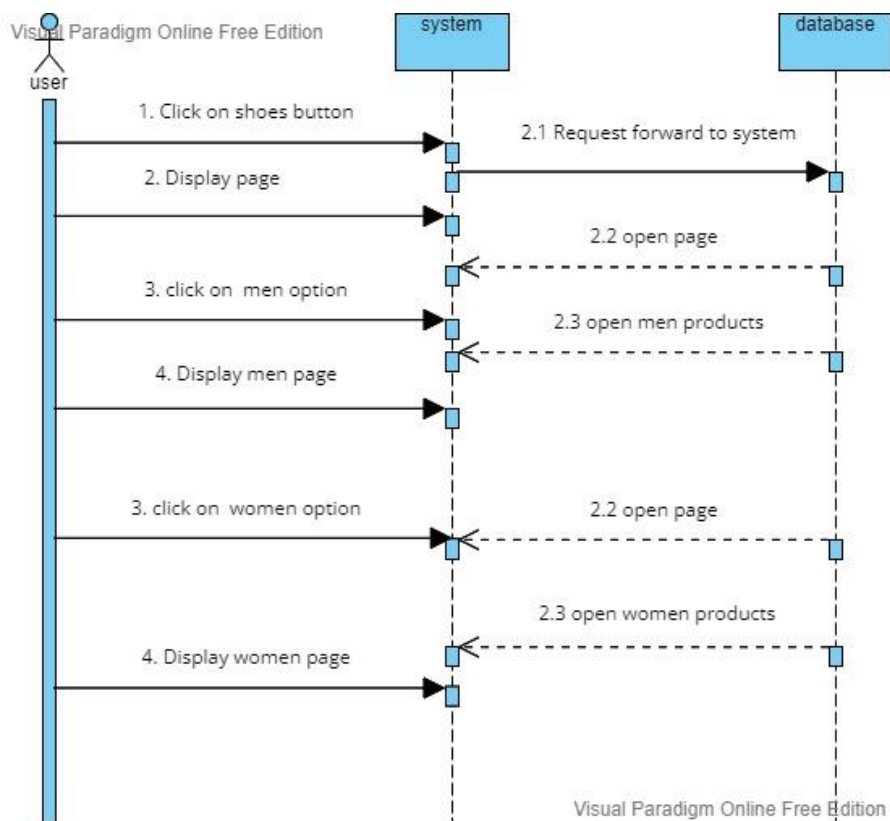 Visual Paradigm Online Free Edition
system
database
user
1. Click on shoes button
2.1 Request forward to system
2. Display page
2.2 open page
3. click on men option
2.3 open men products
4. Display men page
3. click on women option
2.2 open page
2.3 open women products
4. Display women page
Visual Paradigm Online Free Edition